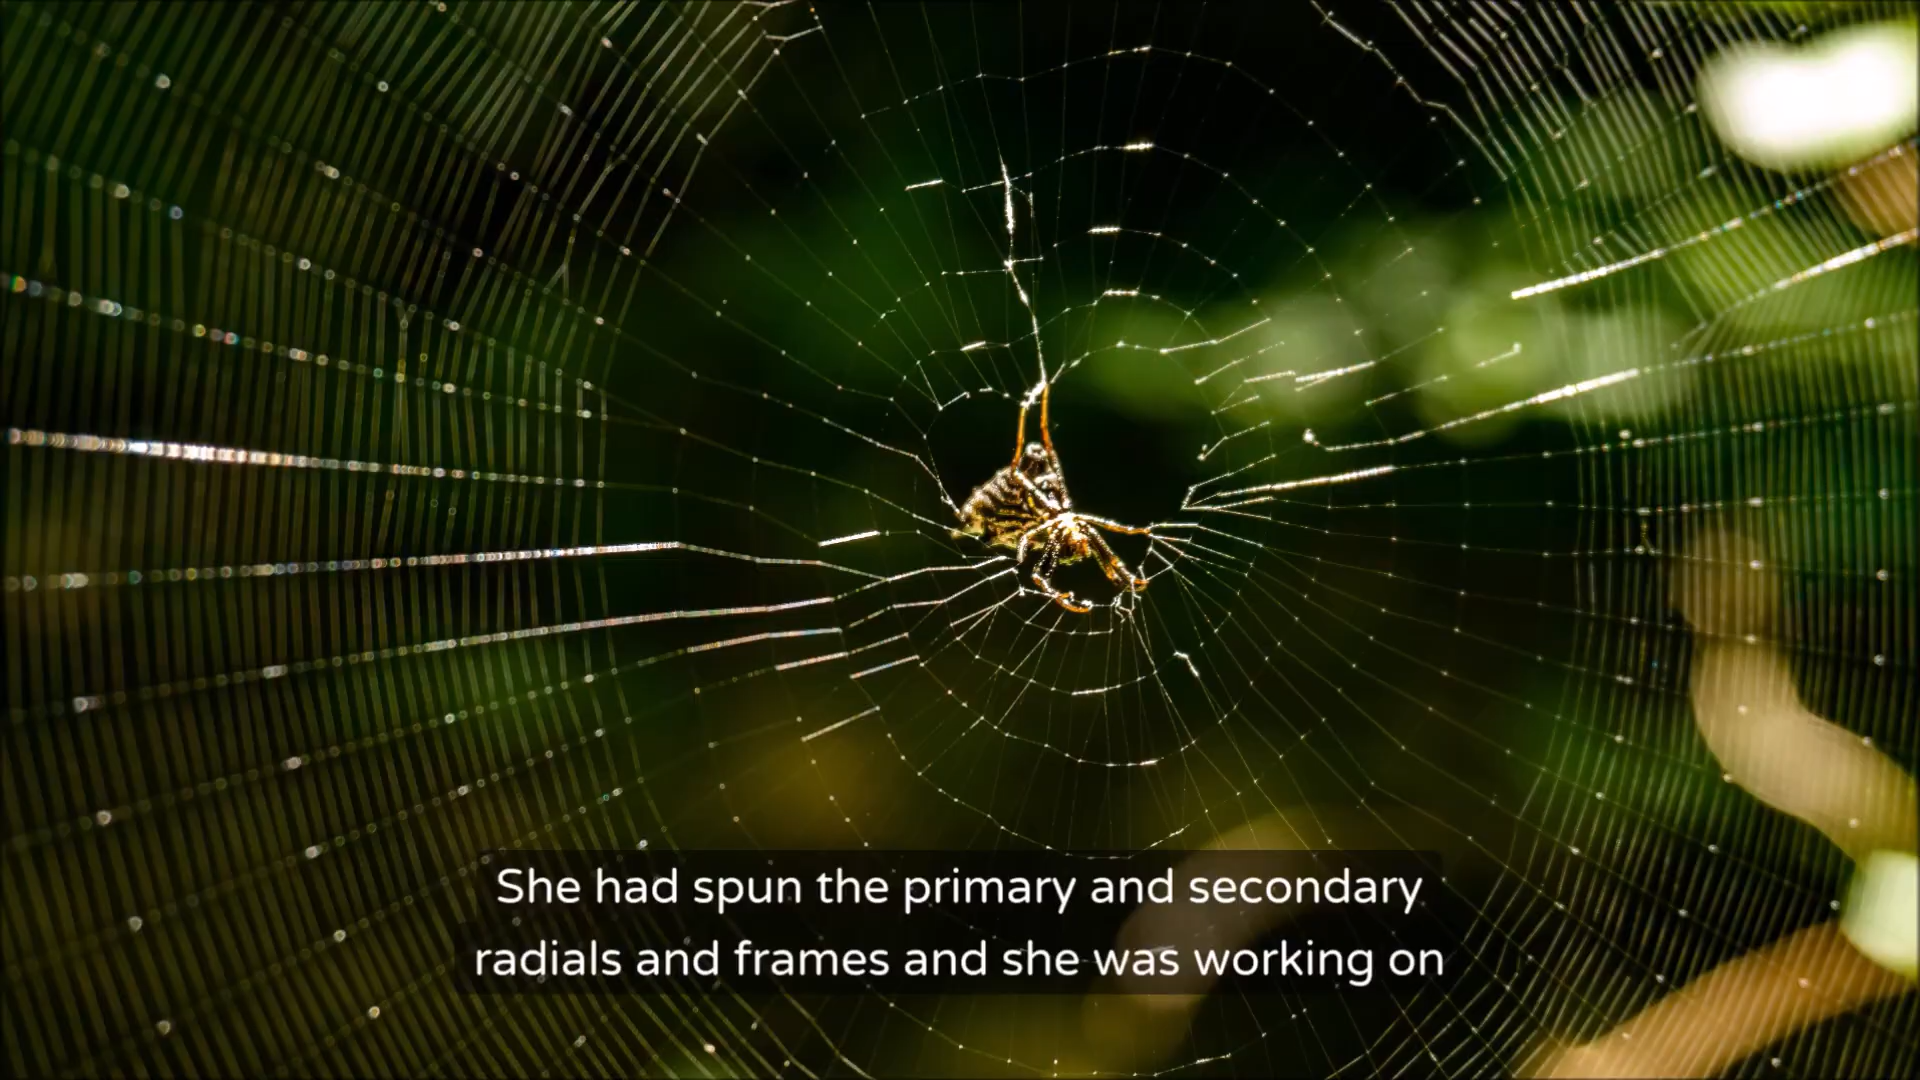 She had spun the primary and secondary
radials and frames and she was working on